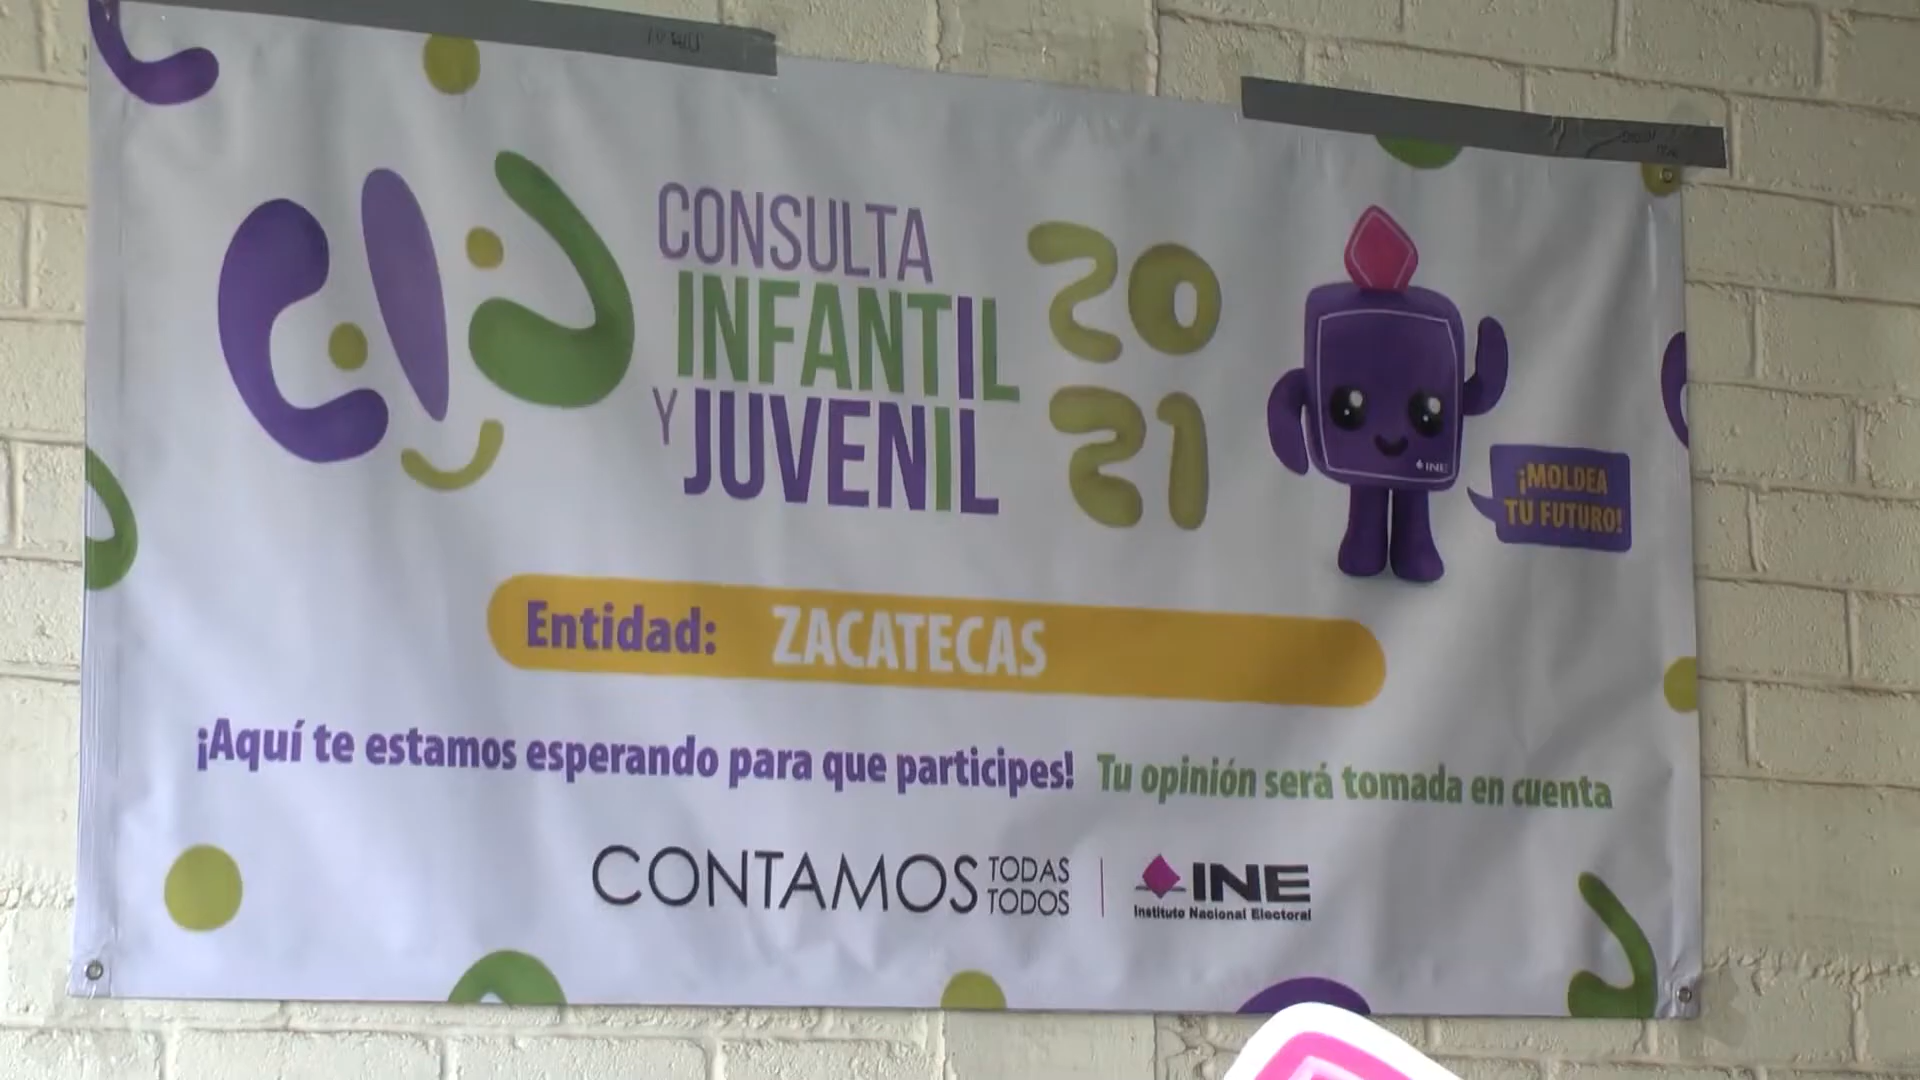 CONSULTA
INFANTIL
Y JUVENIL
20
21
INE
¡MOLDEA
TU FUTURO!
Entidad: ZACATECAS
¡Aquí te estamos esperando para que participes! Tu opinión será tomada en cuenta
CONTAMOS TODAS
TODOS
INE
Instituto Nacional Electoral